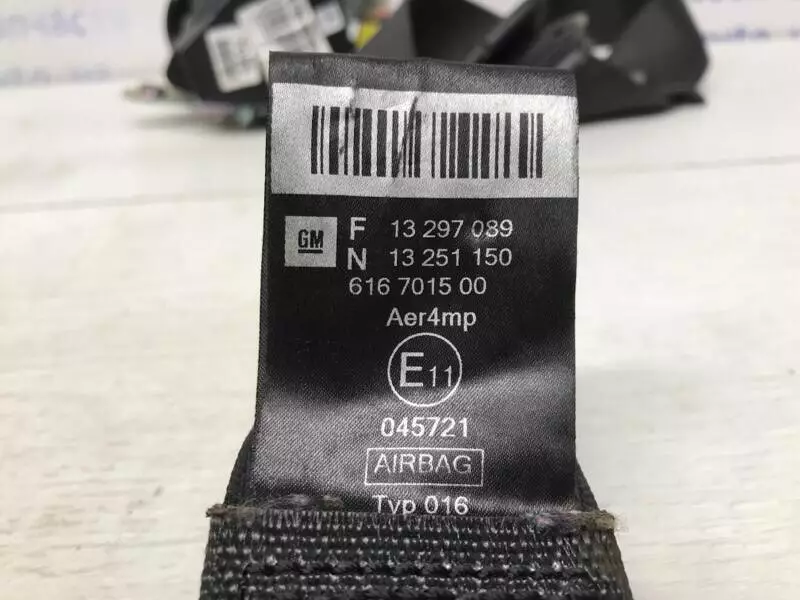 GM
F 13 297 089
N 13 251 150
616 7015 00
Aer4mp
E11
045721
AIRBAG
Typ 016